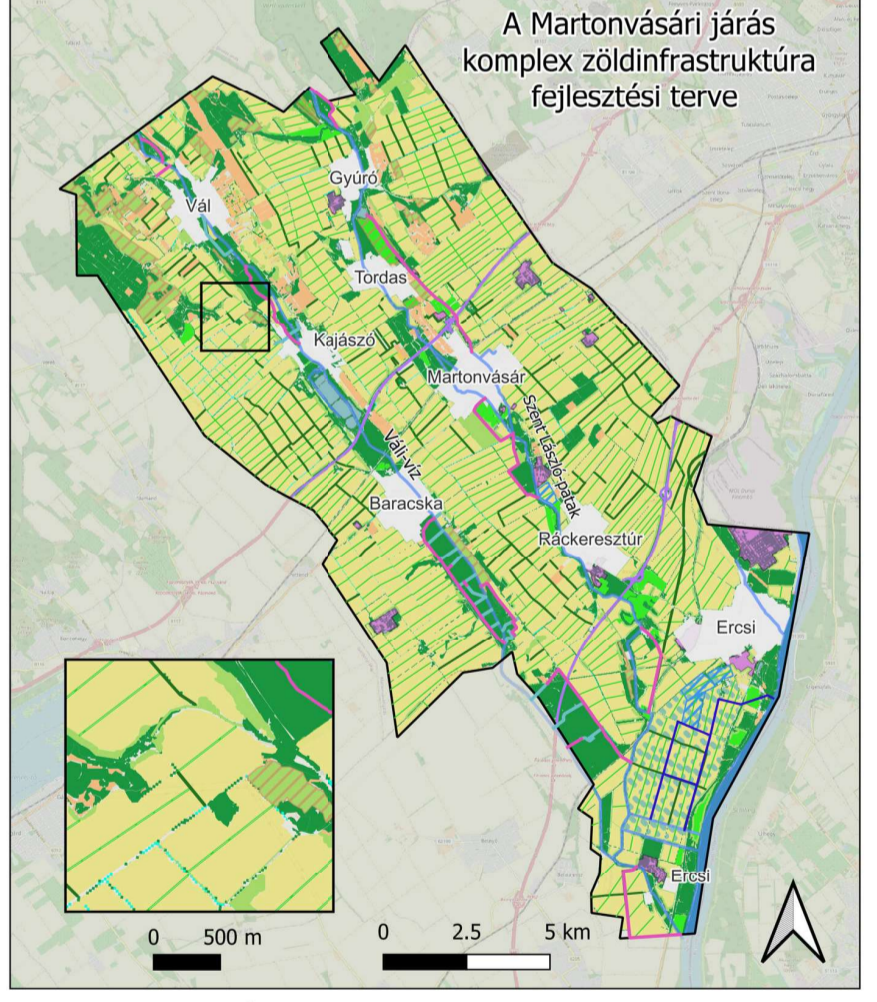 A Martonvásári járás
komplex zöldinfrastruktúra
fejlesztési terve
Gyúró
Vál
Tordas
Kajászó
Martonvásár
Szent László-patak
Váli-víz
Baracska
Ráckeresztúr
Ercsi
Ercsi
0 500 m
0 2.5 5 km